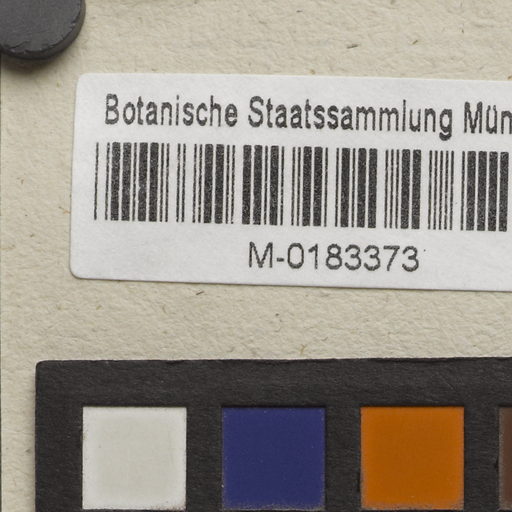 Botanische Staatssammlung Mün
M-0183373